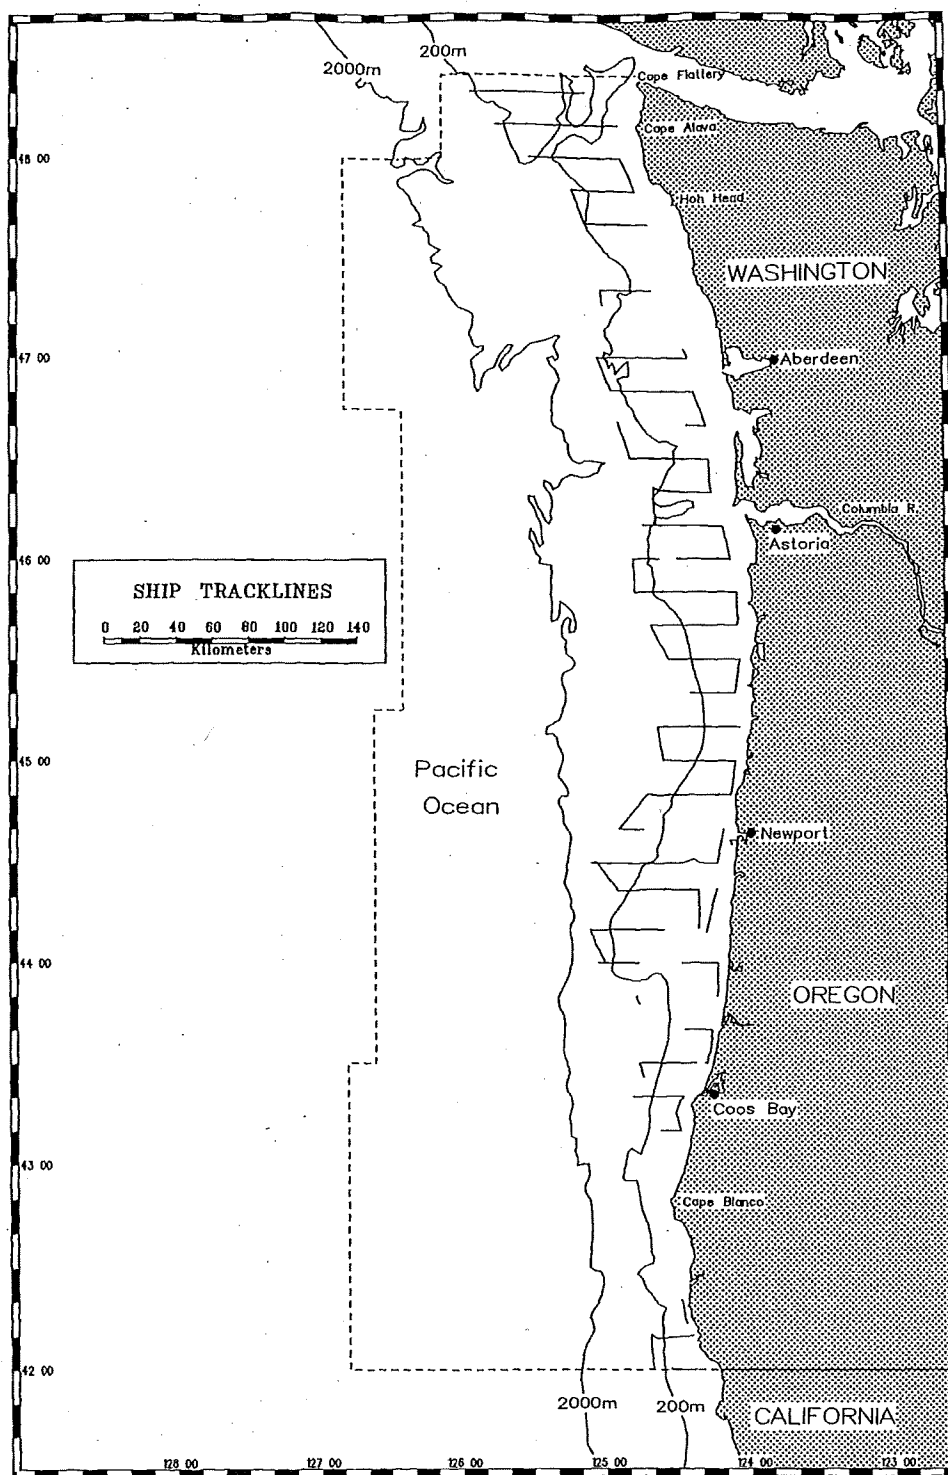 200m
2000m
Cape Flattery
Cape Alava
48 00
Hoh Head
WASHINGTON
47 00
Aberdeen
Columbia R.
Astoria
46 00
SHIP TRACKLINES
0 20 40 60 80 100 120 140
Kilometers
45 00
Pacific
Ocean
Newport
44 00
OREGON
Coos Bay
43 00
Cape Blanco
42 00
2000m
200m
CALIFORNIA
128 00 127 00 126 00 125 00 124 00 123 00